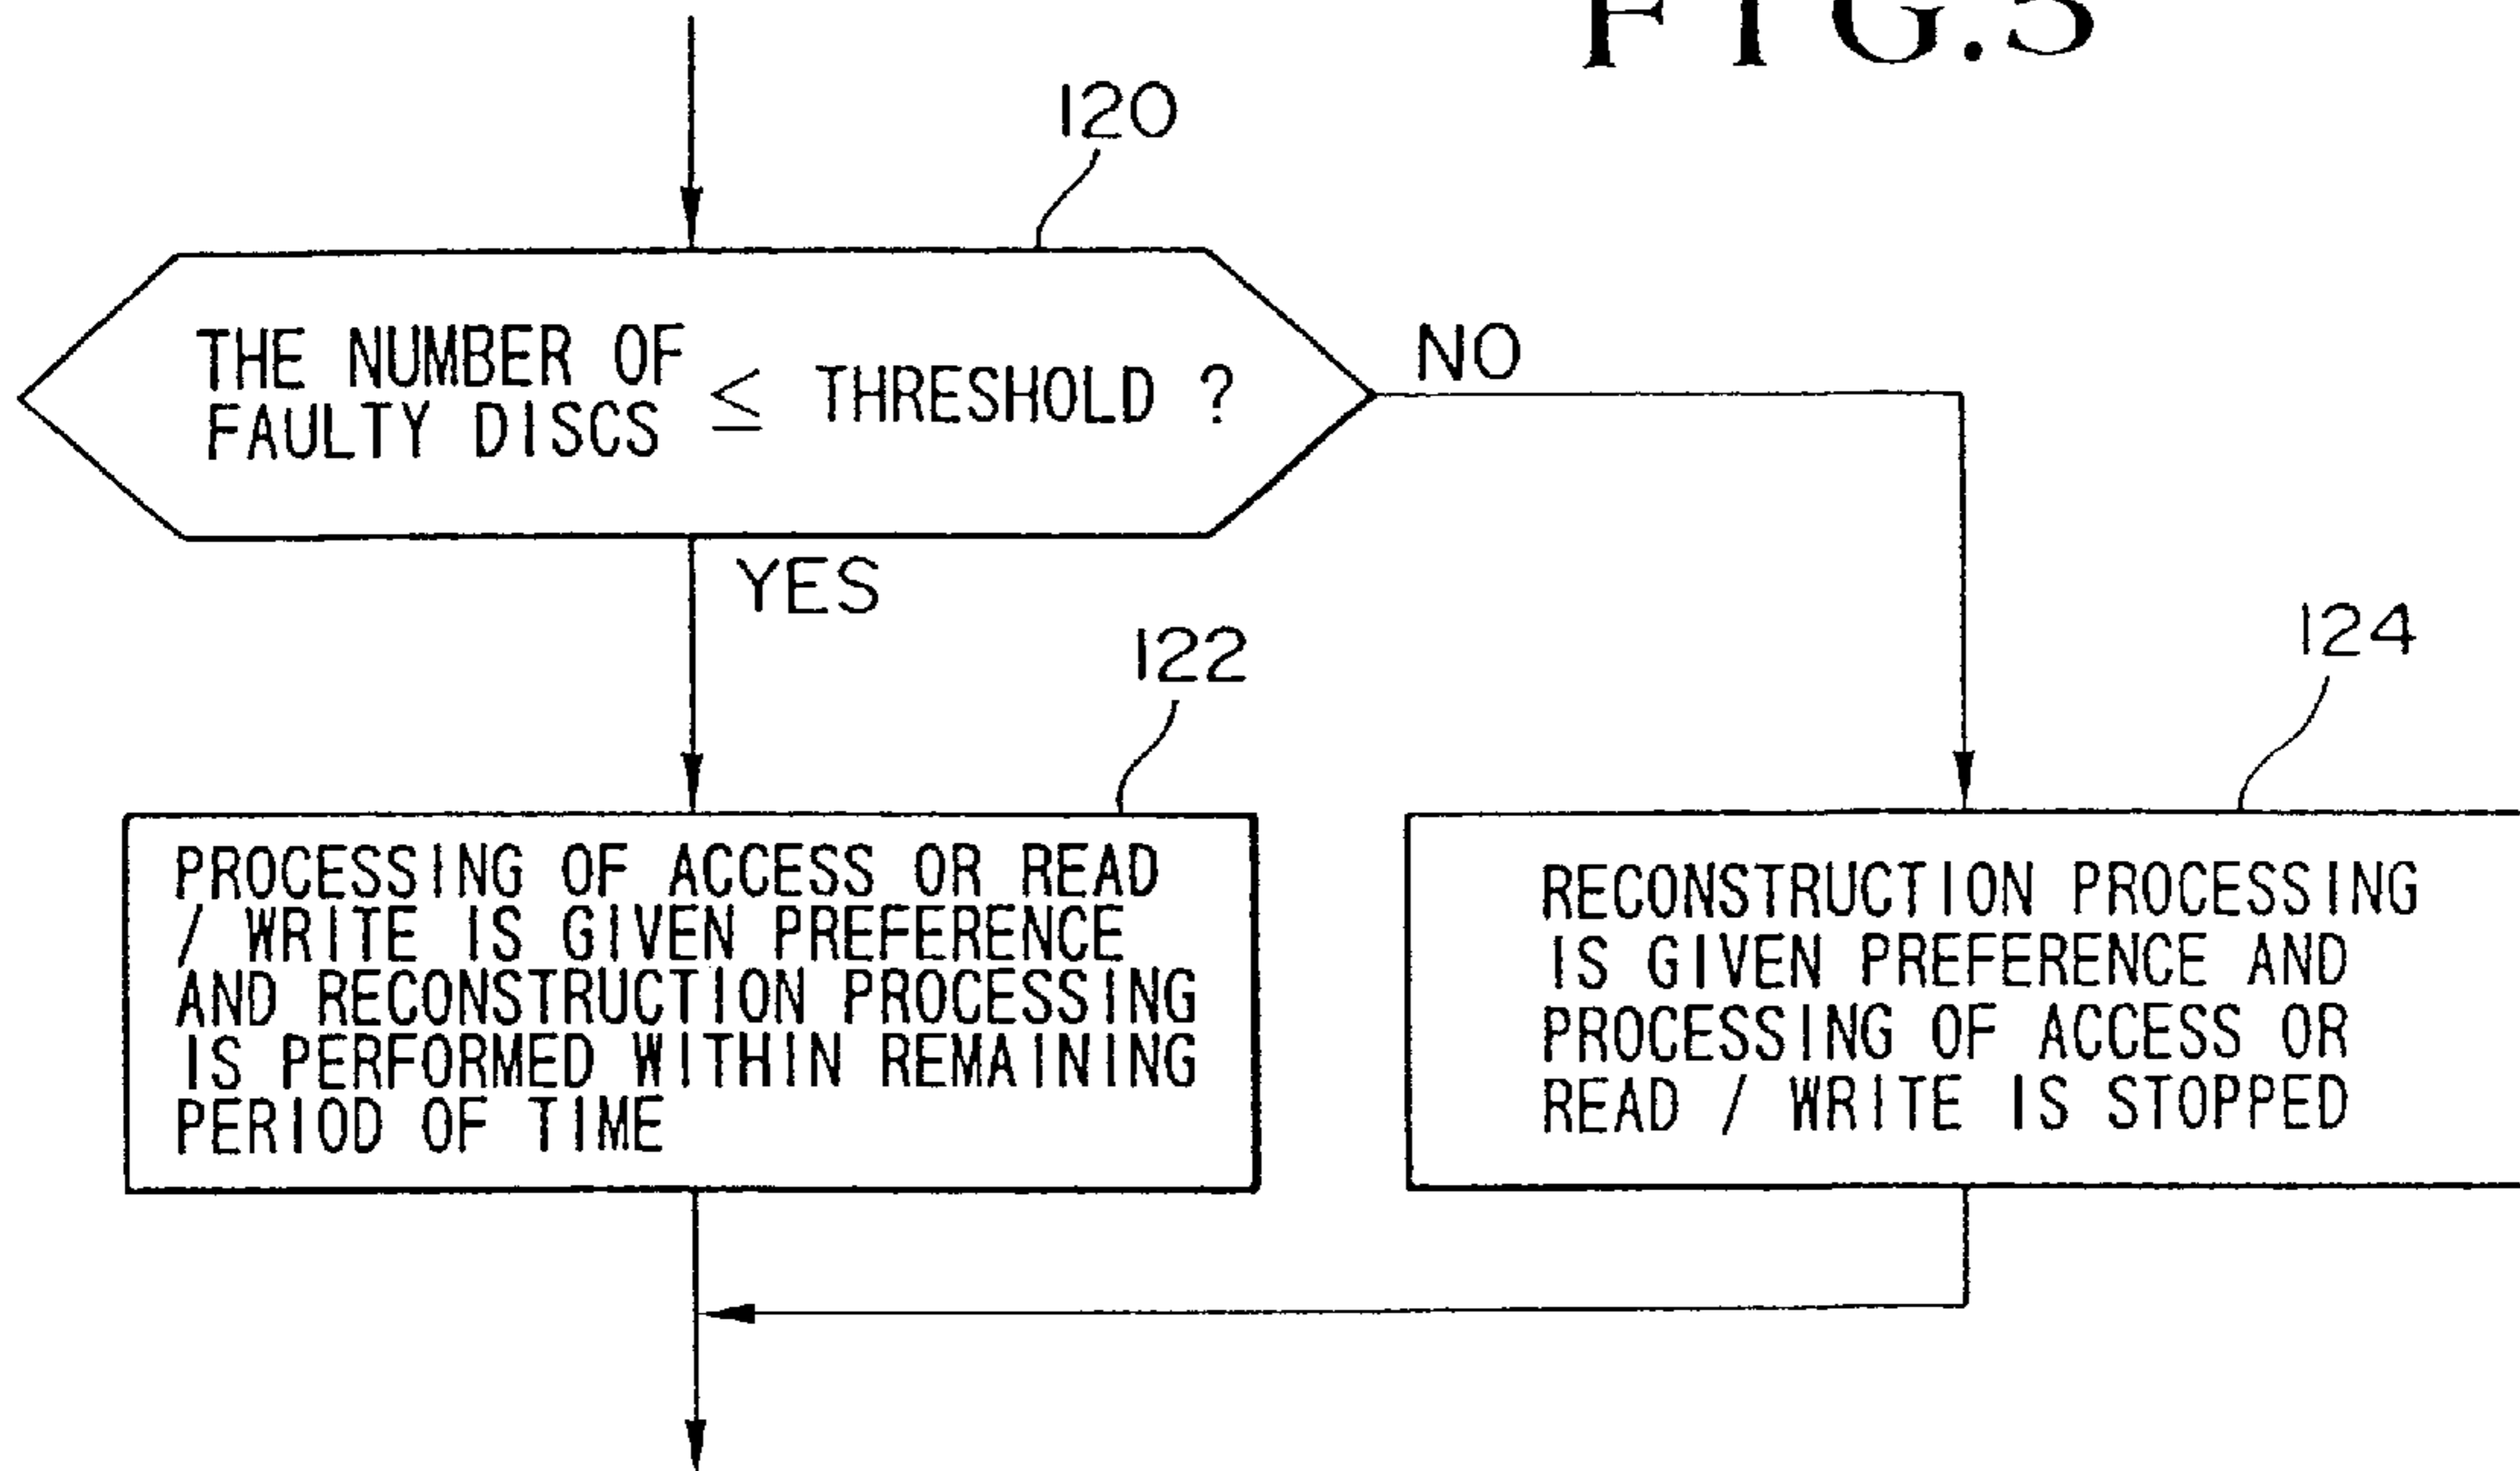 FIG.
120
THE NUMBER OF
FAULTY DISCS ≤ THRESHOLD ?
NO
YES
122
124
PROCESSING OF ACCESS OR READ
/ WRITE IS GIVEN PREFERENCE
AND RECONSTRUCTION PROCESSING
IS PERFORMED WITHIN REMAINING
PERIOD OF TIME
RECONSTRUCTION PROCESSING
IS GIVEN PREFERENCE AND
PROCESSING OF ACCESS OR
READ / WRITE IS STOPPED